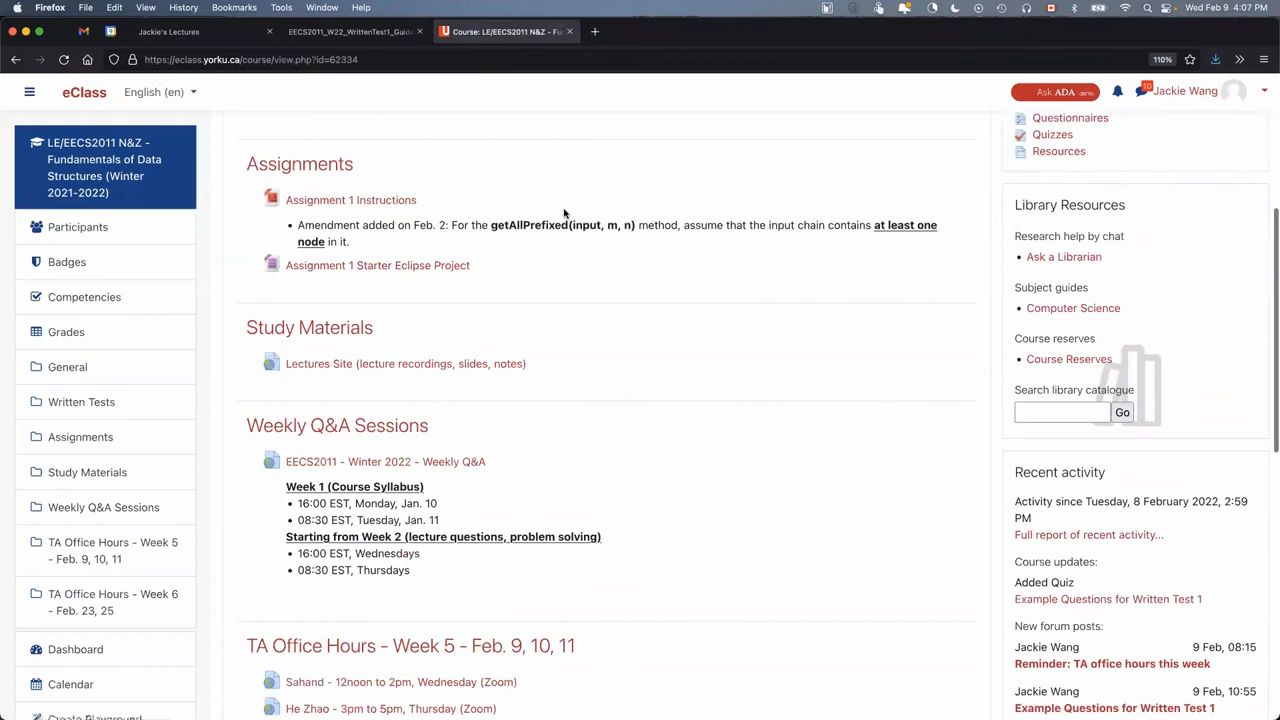 Firefox File Edit View History Bookmarks Tools Window Help Wed Feb 9 4:07 PM
Jackie's Lectures
EECS2011_W22_WrittenTest1_Guid
Course: LE/EECS2011 N&Z - Fu
https://eclass.yorku.ca/course/view.php?id=62334
110%
eClass
English (en)
Ask ADA (BETA)
10
Jackie Wang
LE/EECS2011 N&Z -
Fundamentals of Data
Structures (Winter
2021-2022)
Participants
Badges
Competencies
Grades
General
Written Tests
Assignments
Study Materials
Weekly Q&A Sessions
TA Office Hours - Week 5
- Feb. 9, 10, 11
TA Office Hours - Week 6
- Feb. 23, 25
Dashboard
Calendar
Create Playground
Assignments
Assignment 1 Instructions
• Amendment added on Feb. 2: For the getAllPrefixed(input, m, n) method, assume that the input chain contains at least one
node in it.
Assignment 1 Starter Eclipse Project
Study Materials
Lectures Site (lecture recordings, slides, notes)
Weekly Q&A Sessions
EECS2011 - Winter 2022 - Weekly Q&A
Week 1 (Course Syllabus)
• 16:00 EST, Monday, Jan. 10
• 08:30 EST, Tuesday, Jan. 11
Starting from Week 2 (lecture questions, problem solving)
• 16:00 EST, Wednesdays
• 08:30 EST, Thursdays
TA Office Hours - Week 5 - Feb. 9, 10, 11
Sahand - 12noon to 2pm, Wednesday (Zoom)
He Zhao - 3pm to 5pm, Thursday (Zoom)
Questionnaires
Quizzes
Resources
Library Resources
Research help by chat
• Ask a Librarian
Subject guides
• Computer Science
Course reserves
• Course Reserves
Search library catalogue
Go
Recent activity
Activity since Tuesday, 8 February 2022, 2:59
PM
Full report of recent activity...
Course updates:
Added Quiz
Example Questions for Written Test 1
New forum posts:
Jackie Wang 9 Feb, 08:15
Reminder: TA office hours this week
Jackie Wang 9 Feb, 10:55
Example Questions for Written Test 1